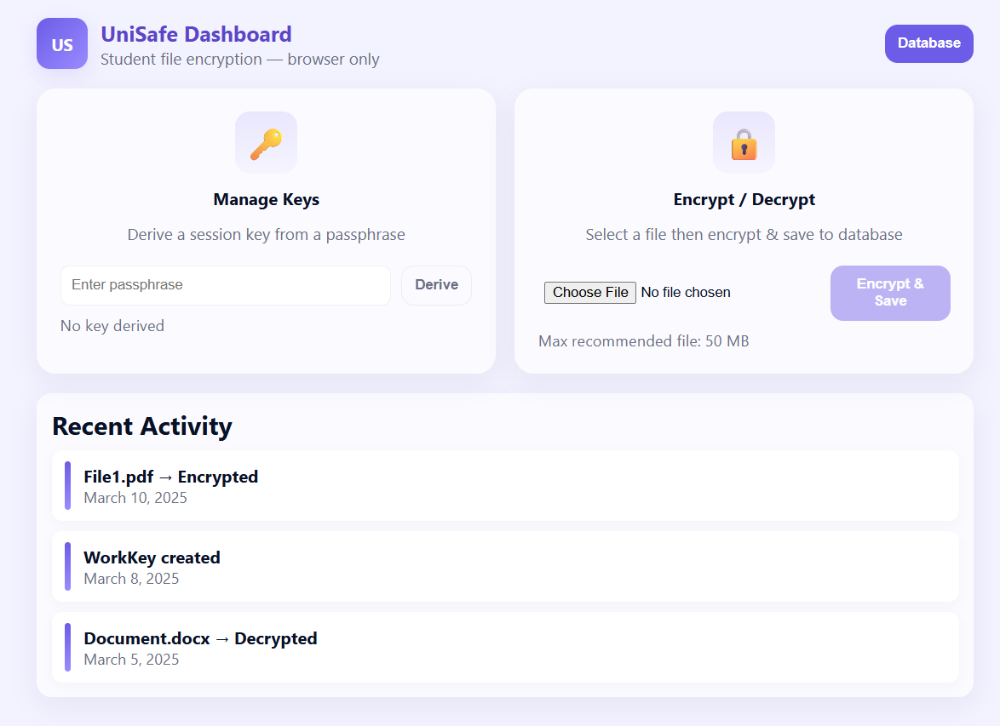 US
UniSafe Dashboard
Student file encryption — browser only
Database
Manage Keys
Derive a session key from a passphrase
Enter passphrase
Derive
No key derived
Encrypt / Decrypt
Select a file then encrypt & save to database
Choose File No file chosen
Encrypt &
Save
Max recommended file: 50 MB
Recent Activity
File1.pdf → Encrypted
March 10, 2025
WorkKey created
March 8, 2025
Document.docx → Decrypted
March 5, 2025